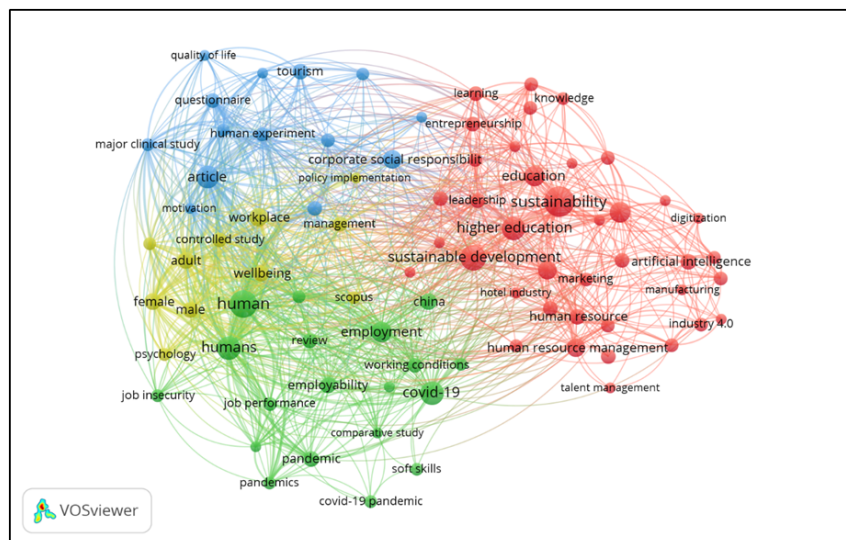 quality of life
tourism
learning
knowledge
questionnaire
entrepreneurship
human experiment
major clinical study
corporate social responsibilit
article
policy implementation
education
leadership
sustainability
motivation
workplace
management
digitization
higher education
controlled study
adult
sustainable development
artificial intelligence
wellbeing
marketing
hotel industry
manufacturing
female
male
human
scopus
china
human resource
industry 4.0
employment
humans
review
human resource management
psychology
working conditions
employability
talent management
job insecurity
job performance
covid-19
comparative study
pandemic
soft skills
pandemics
covid-19 pandemic
VOSviewer